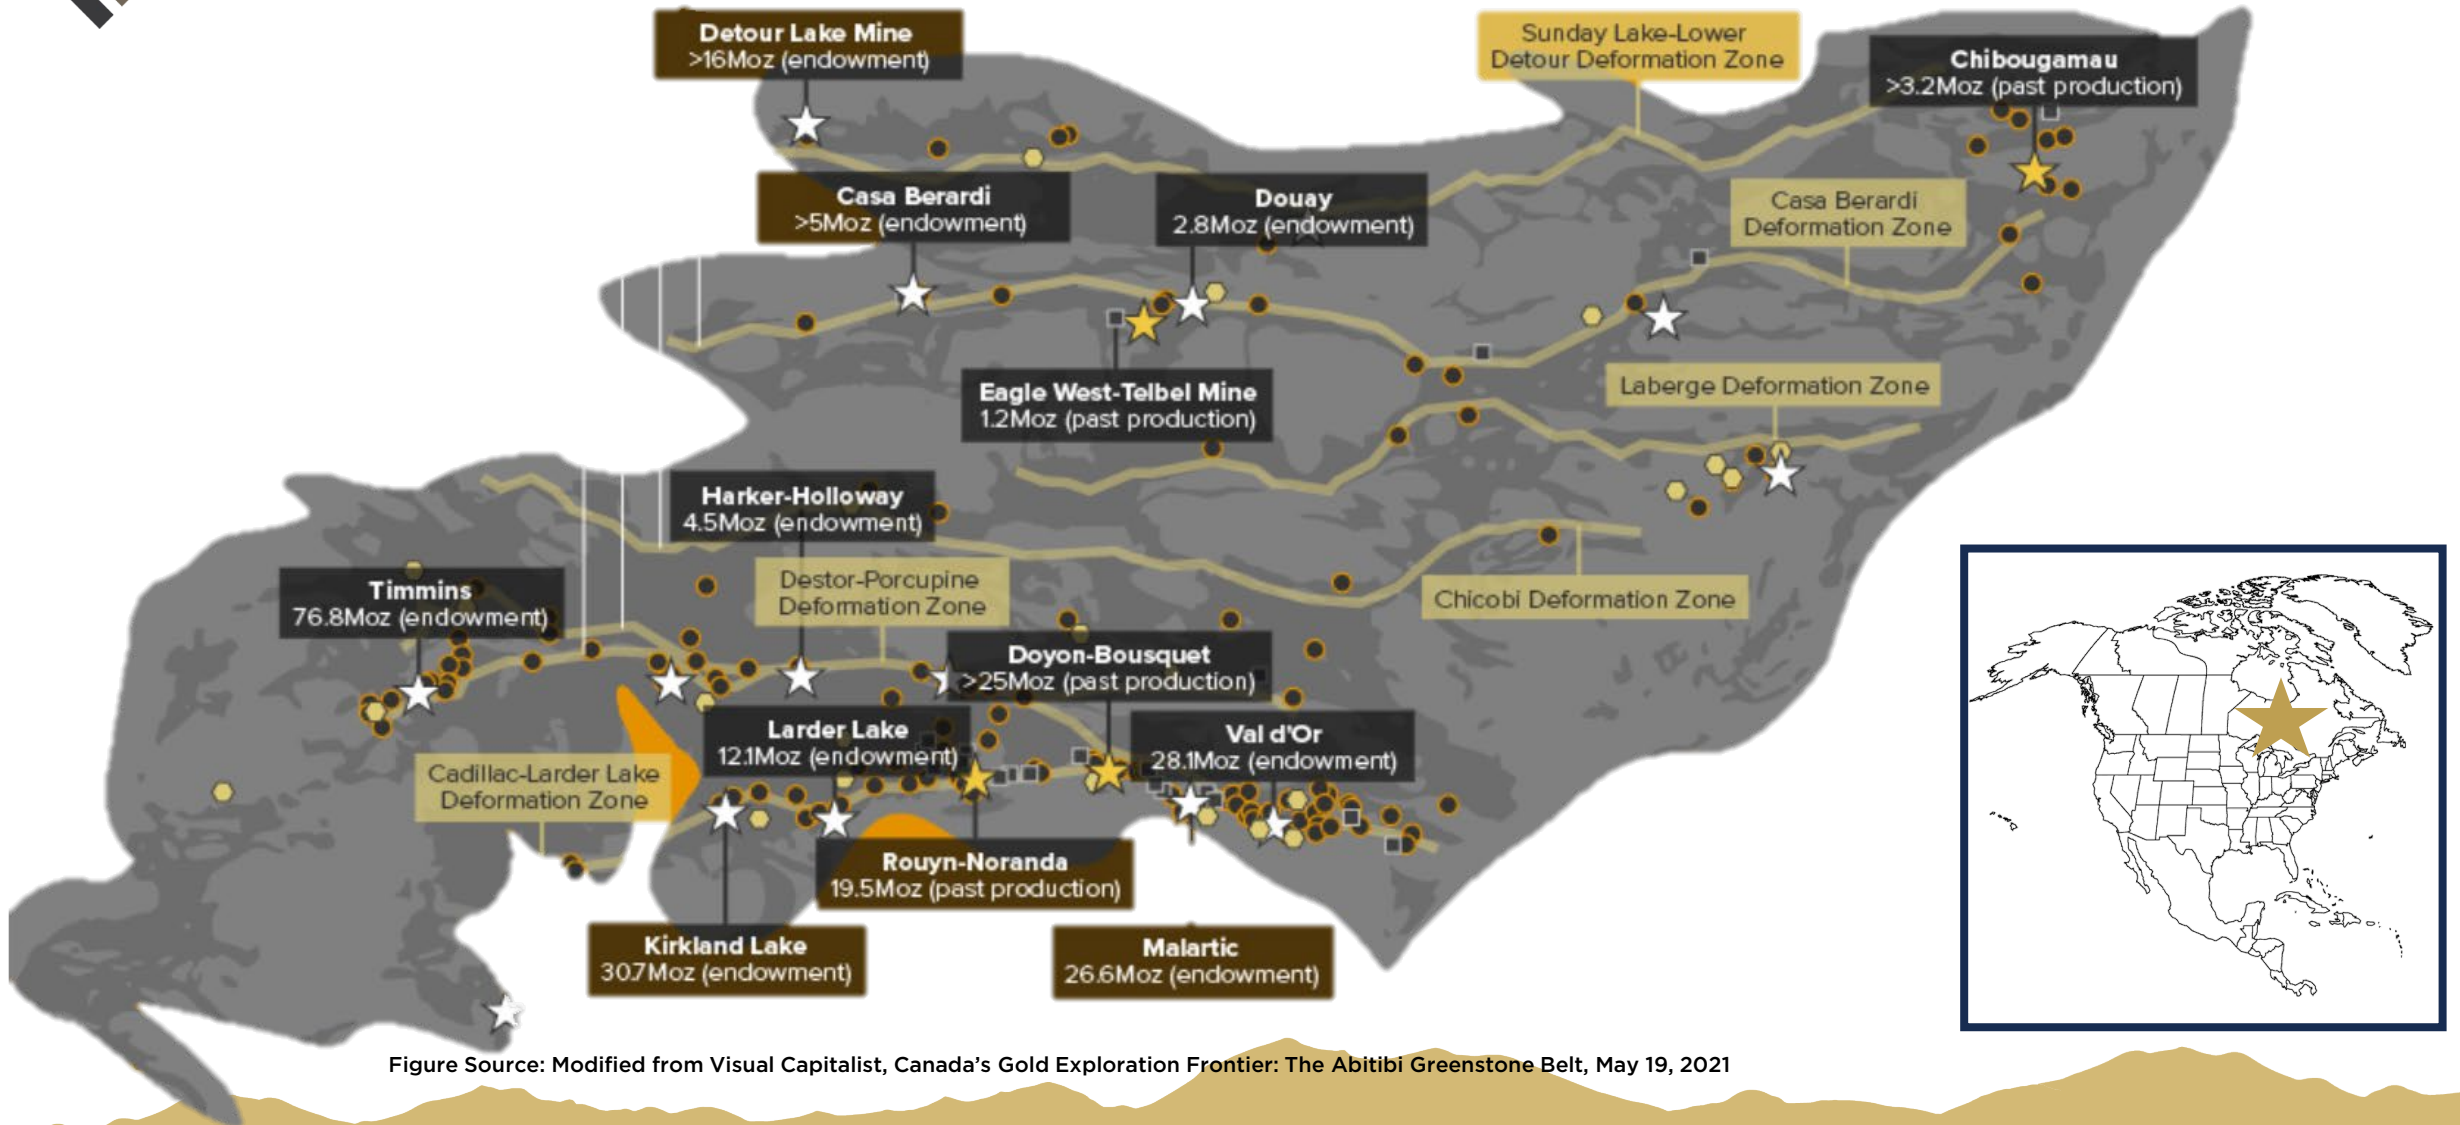 Detour Lake Mine
>16Moz (endowment)
Sunday Lake-Lower
Detour Deformation Zone
Chibougamau
>3.2Moz (past production)
Casa Berardi
>5Moz (endowment)
Douay
2.8Moz (endowment)
Casa Berardi
Deformation Zone
Eagle West-Telbel Mine
1.2Moz (past production)
Laberge Deformation Zone
Harker-Holloway
4.5Moz (endowment)
Timmins
76.8Moz (endowment)
Destor-Porcupine
Deformation Zone
Chicobi Deformation Zone
Doyon-Bousquet
>25Moz (past production)
Larder Lake
12.1Moz (endowment)
Val d'Or
28.1Moz (endowment)
Cadillac-Larder Lake
Deformation Zone
Rouyn-Noranda
19.5Moz (past production)
Kirkland Lake
30.7Moz (endowment)
Malartic
26.6Moz (endowment)
Figure Source: Modified from Visual Capitalist, Canada's Gold Exploration Frontier: The Abitibi Greenstone Belt, May 19, 2021